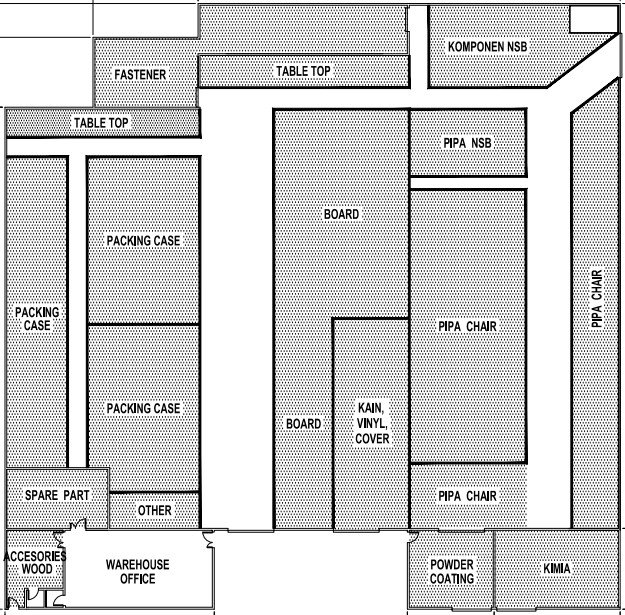 KOMPONEN NSB
FASTENER
TABLE TOP
TABLE TOP
PIPA NSB
BOARD
PACKING CASE
PACKING
CASE
PIPA CHAIR
PIPA CHAIR
PACKING CASE
BOARD
KAIN,
VINYL,
COVER
SPARE PART
OTHER
PIPA CHAIR
ACCESORIES
WOOD
WAREHOUSE
OFFICE
POWDER
COATING
KIMIA